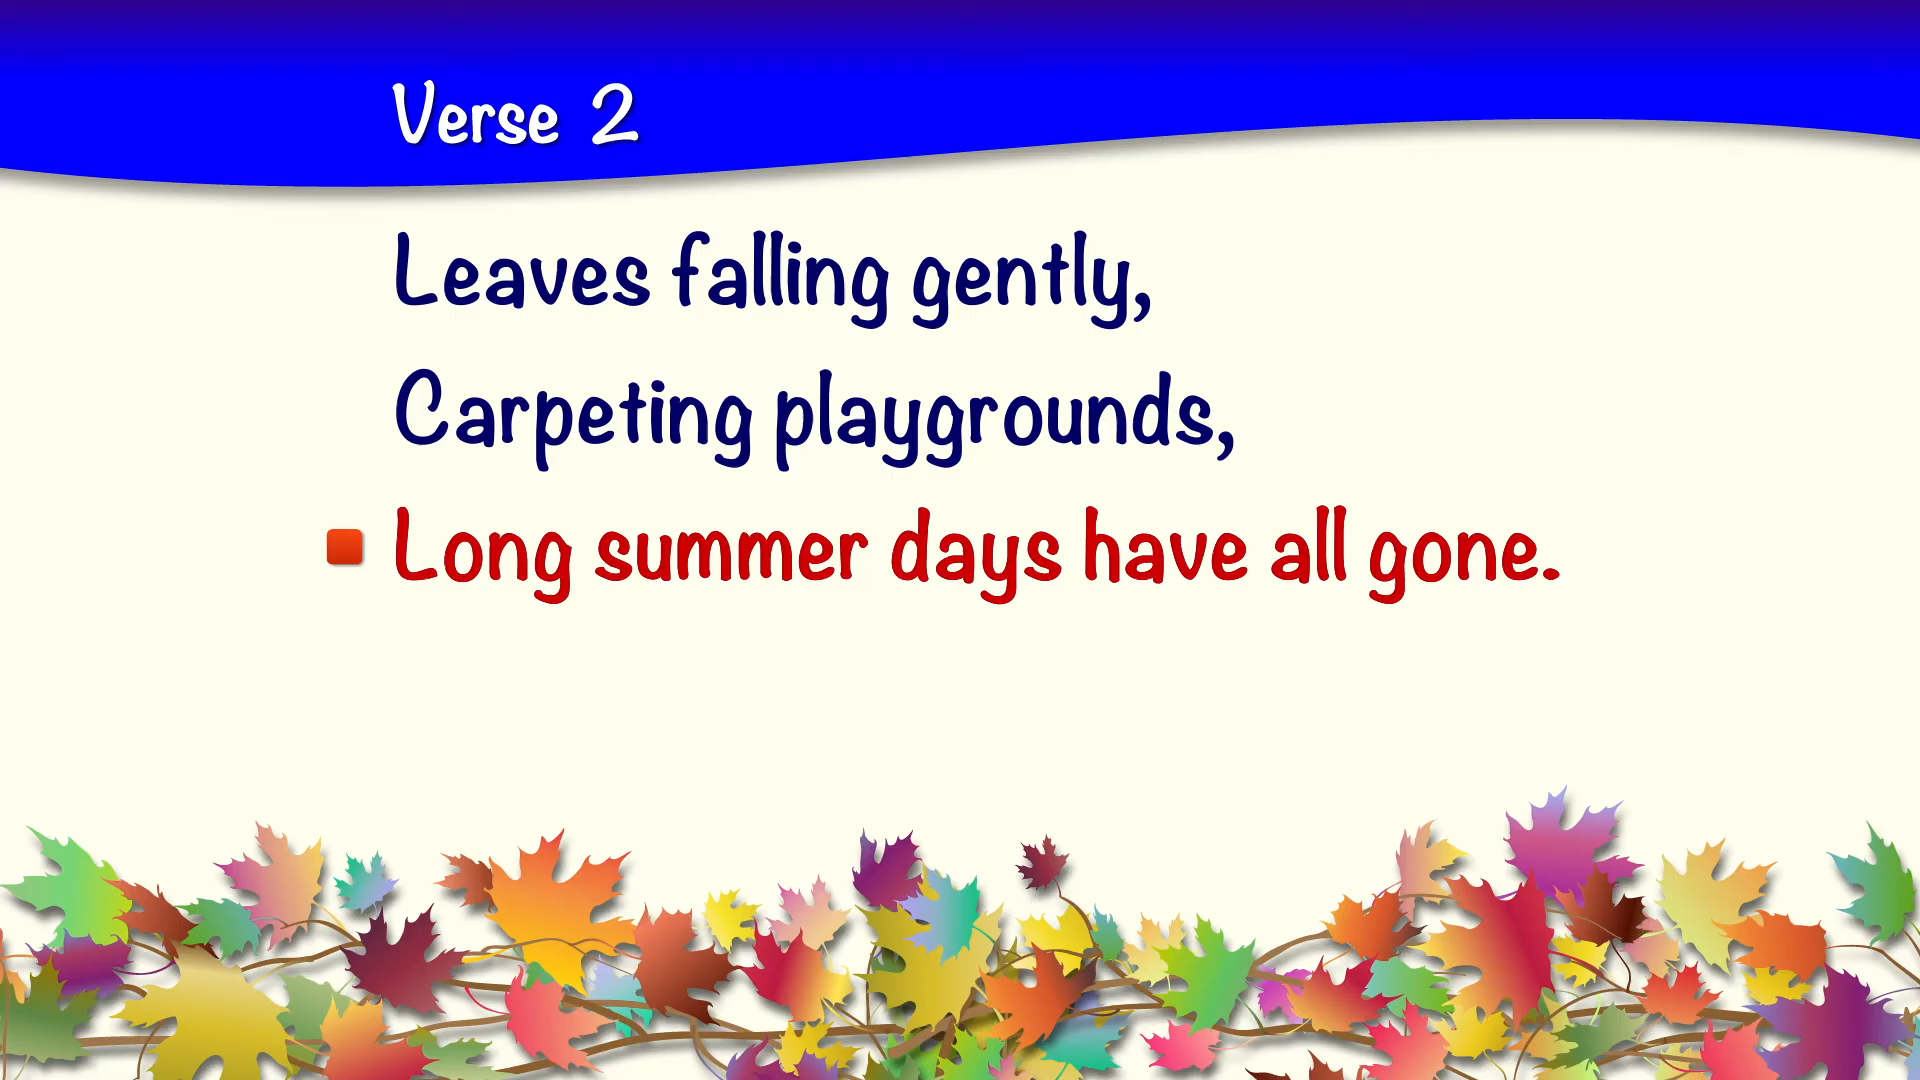 Verse 2
Leaves falling gently,
Carpeting playgrounds,
Long summer days have all gone.